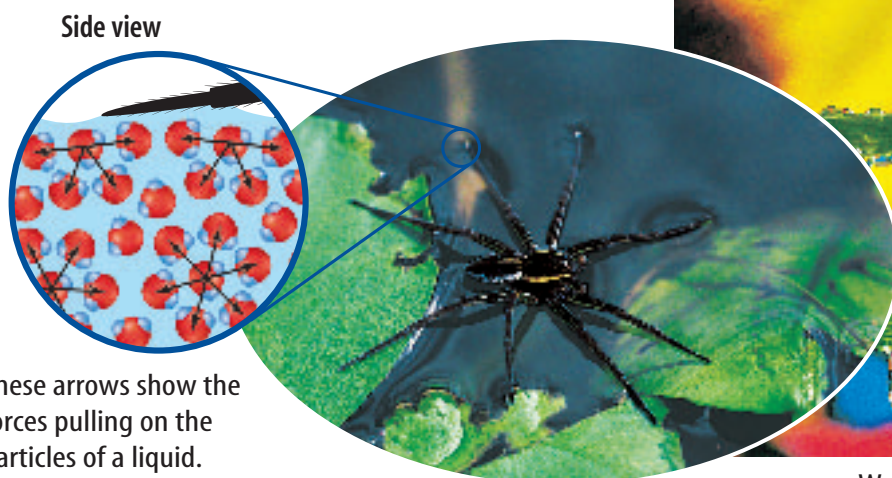 Side view
hese arrows show the
orces pulling on the
articles of a liquid.
W